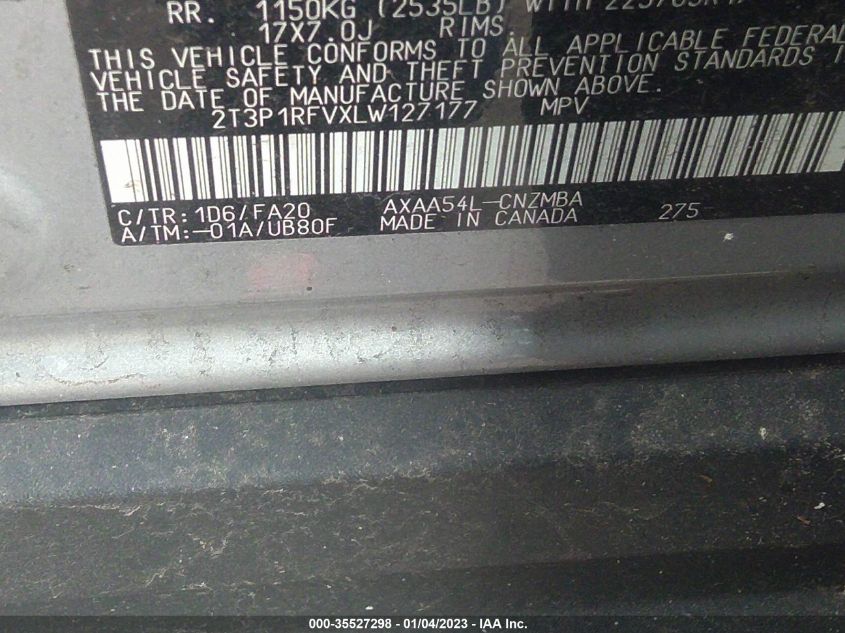 RR. 1150KG (2535LB) WITH 225/65R17
17X7.0J RIMS.
THIS VEHICLE CONFORMS TO ALL APPLICABLE FEDERAL
VEHICLE SAFETY AND THEFT PREVENTION STANDARDS
THE DATE OF MANUFACTURE SHOWN ABOVE.
2T3P1RFVXLW127177 MPV
C/TR: 1D6/FA20 AXAA54L-CNZMBA
A/TM:-01A/UB80F MADE IN CANADA 275
000-35527298 - 01/04/2023 - IAA Inc.